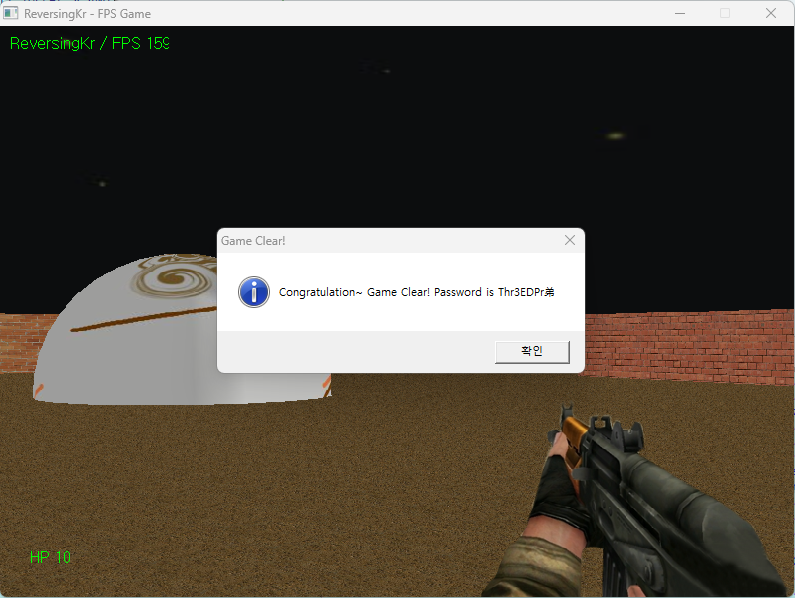 ReversingKr - FPS Game
ReversingKr / FPS 159
Game Clear!
Congratulation~ Game Clear! Password is Thr3EDPr弟
확인
HP 10